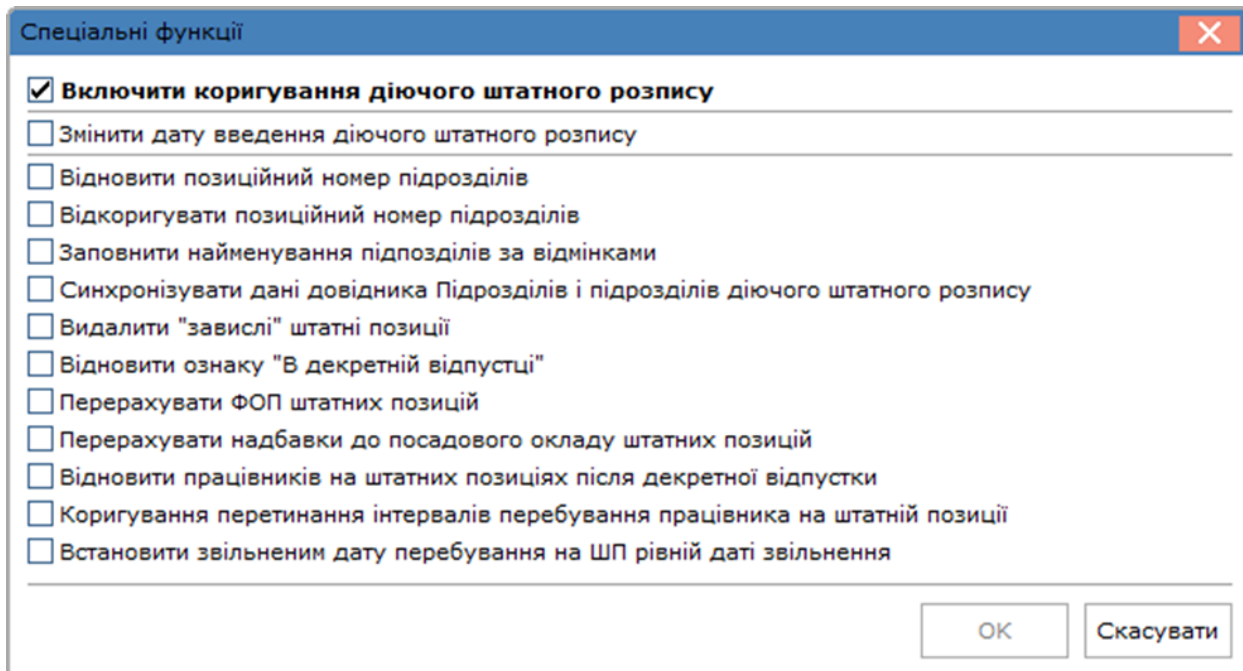 Спеціальні функції
Включити коригування діючого штатного розпису
Змінити дату введення діючого штатного розпису
Відновити позиційний номер підрозділів
Відкоригувати позиційний номер підрозділів
Заповнити найменування підпозділів за відмінками
Синхронізувати дані довідника Підрозділів і підрозділів діючого штатного розпису
Видалити "завислі" штатні позиції
Відновити ознаку "В декретній відпустці"
Перерахувати ФОП штатних позицій
Перерахувати надбавки до посадового окладу штатних позицій
Відновити працівників на штатних позиціях після декретної відпустки
Коригування перетинання інтервалів перебування працівника на штатній позиції
Встановити звільненим дату перебування на ШП рівній даті звільнення
OK Скасувати